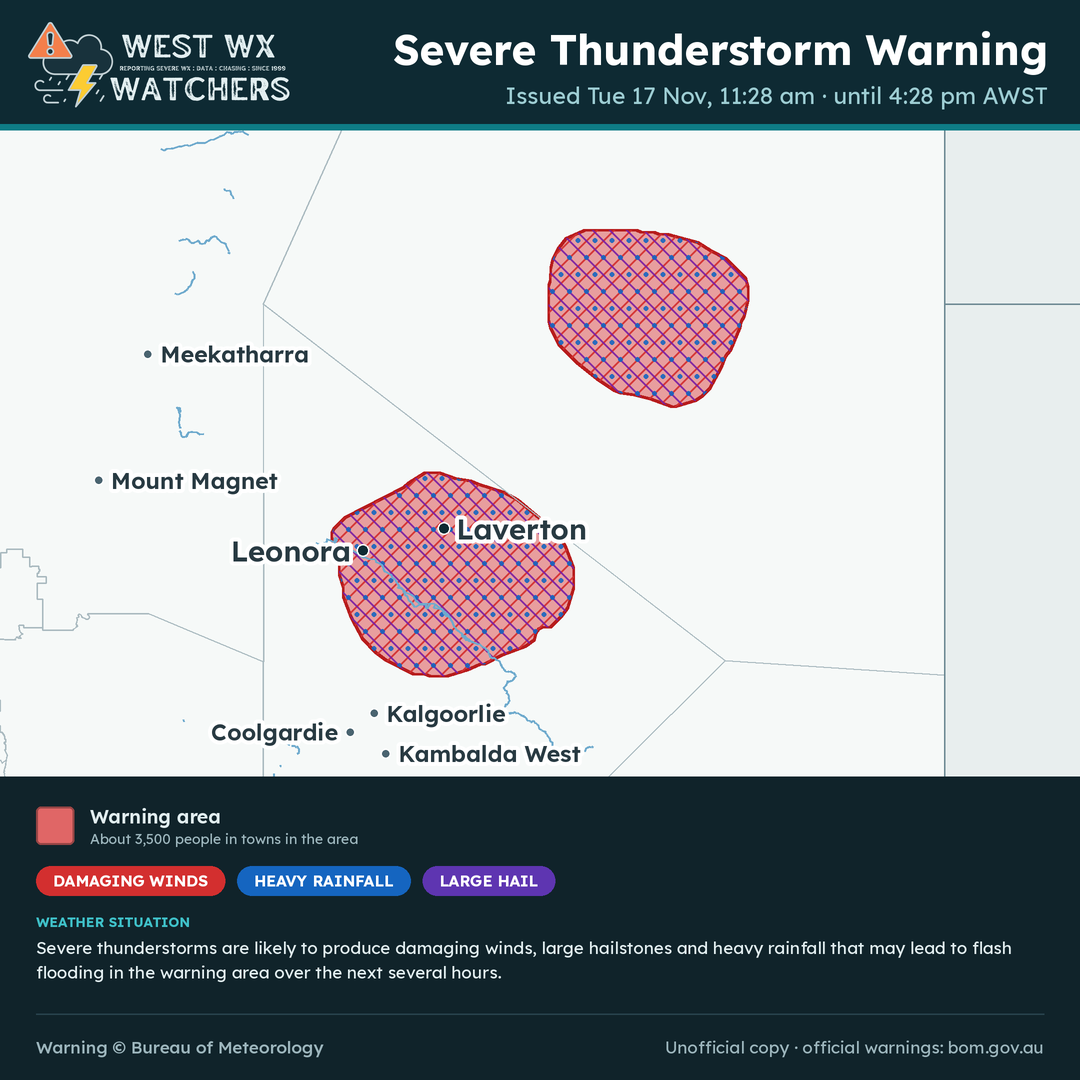 WEST WX
REPORTING SEVERE WX : DATA : CHASING : SINCE 1999
WATCHERS
Severe Thunderstorm Warning
Issued Tue 17 Nov, 11:28 am · until 4:28 pm AWST
Meekatharra
Mount Magnet
Laverton
Leonora
Kalgoorlie
Coolgardie
Kambalda West
Warning area
About 3,500 people in towns in the area
DAMAGING WINDS
HEAVY RAINFALL
LARGE HAIL
WEATHER SITUATION
Severe thunderstorms are likely to produce damaging winds, large hailstones and heavy rainfall that may lead to flash
flooding in the warning area over the next several hours.
Warning © Bureau of Meteorology
Unofficial copy · official warnings: bom.gov.au